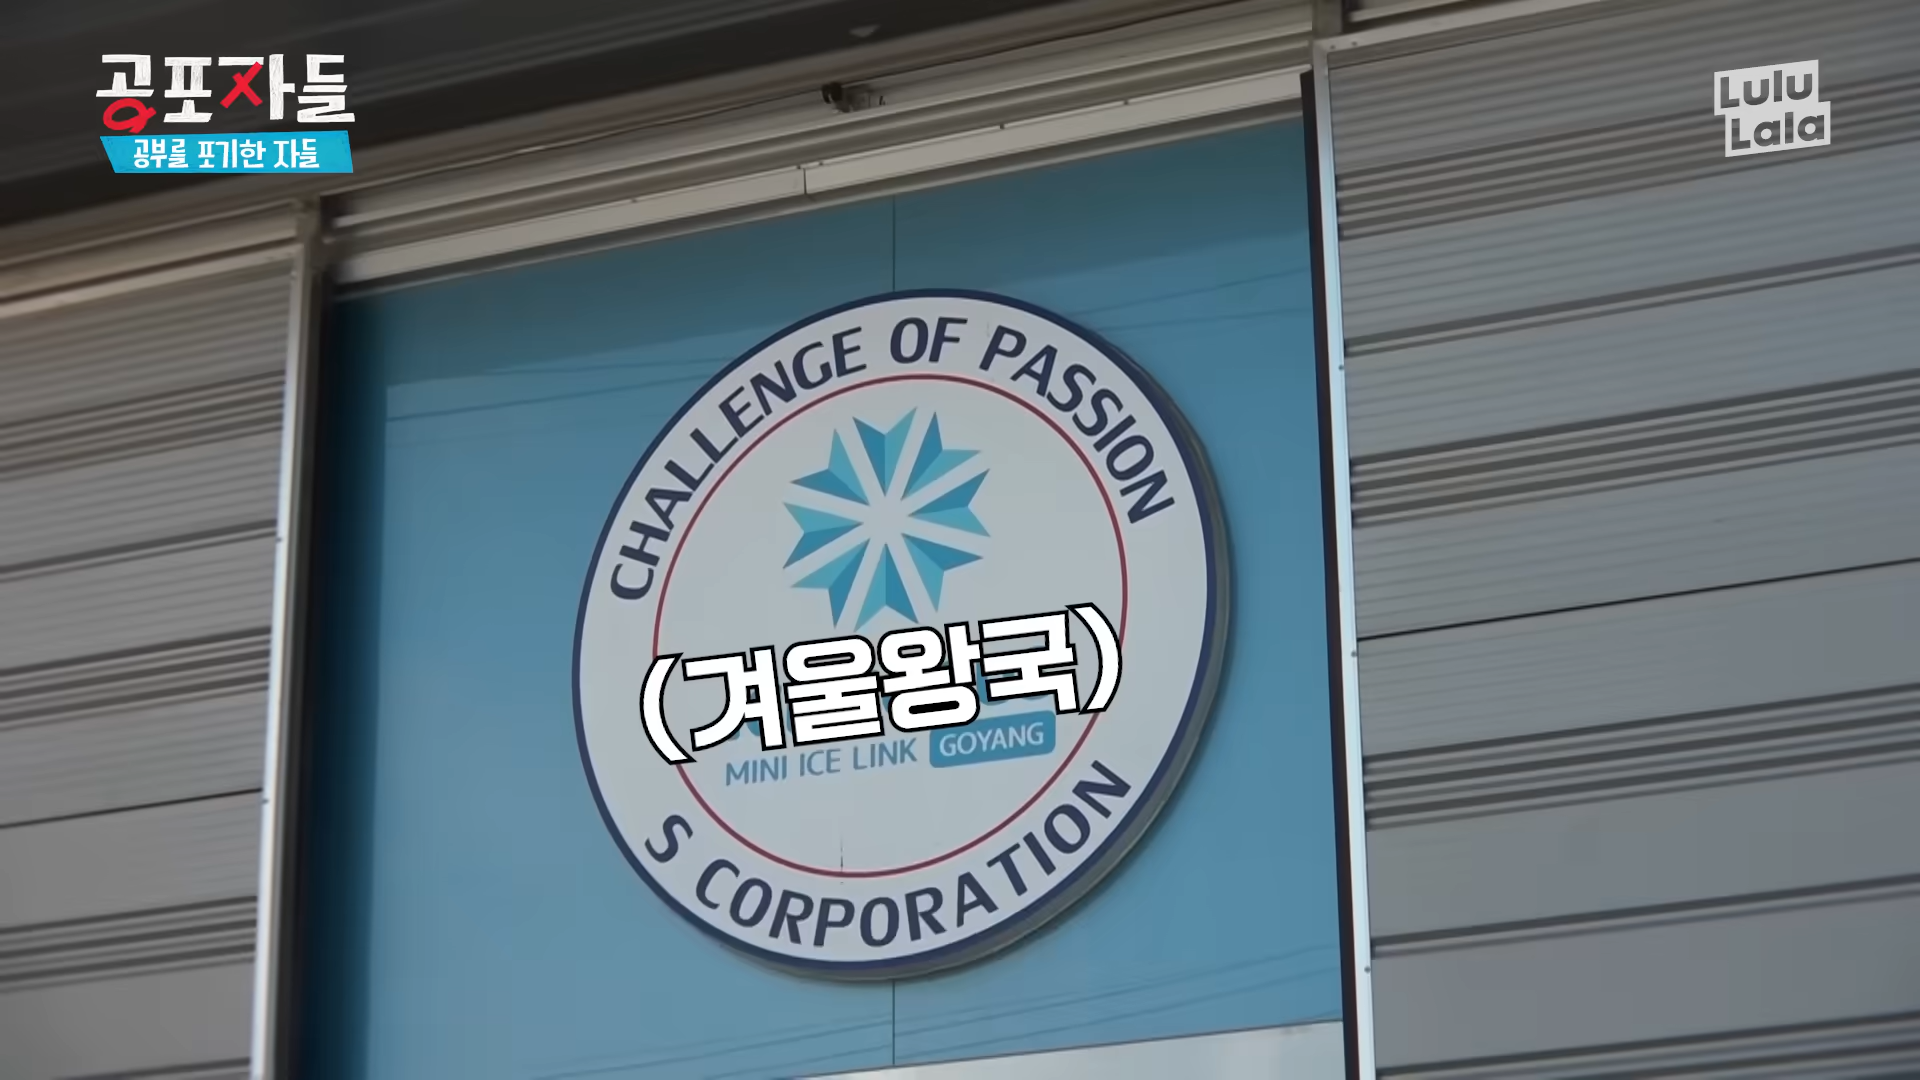 공포자들
공부를 포기한 자들
Lulu
Lala
CHALLENGE OF PASSION
(겨울왕국)
MINI ICE LINK GOYANG
S CORPORATION